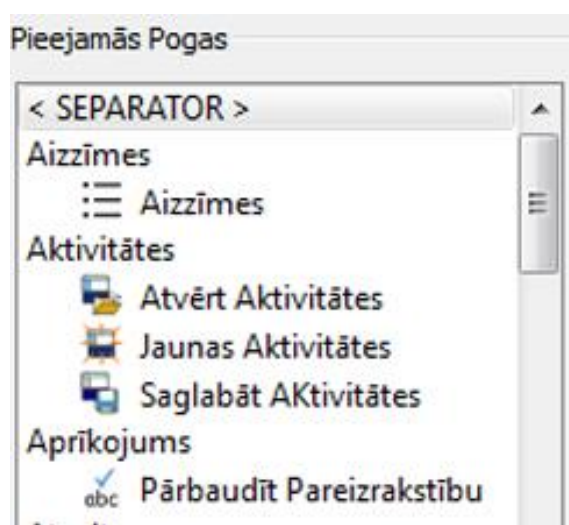 Pieejamās Pogas
< SEPARATOR >
Aizzīmes
Aizzīmes
Aktivitātes
Atvērt Aktivitātes
Jaunas Aktivitātes
Saglabāt AKtivitātes
Aprīkojums
abc Pārbaudīt Pareizrakstību